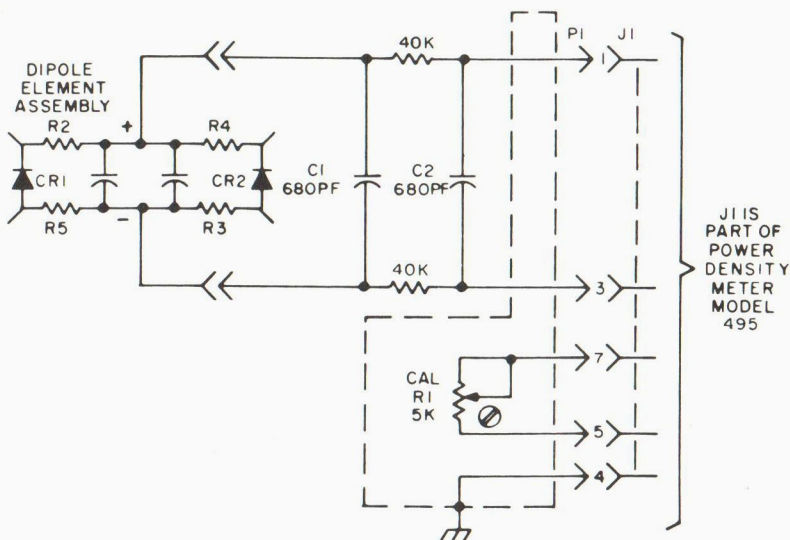 40K
P1
J1
DIPOLE
ELEMENT
ASSEMBLY
1
R2
+
R4
CR1
CR2
C1
680PF
C2
680PF
R5
-
R3
40K
3
CAL
R1
5K
7
5
4
J1 IS
PART OF
POWER
DENSITY
METER
MODEL
495